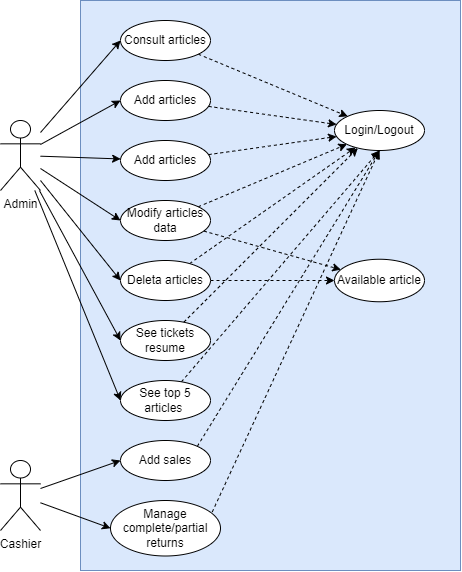 Consult articles
Add articles
Login/Logout
Add articles
Admin
Modify articles
data
Deleta articles
Available article
See tickets
resume
See top 5
articles
Add sales
Manage
complete/partial
returns
Cashier